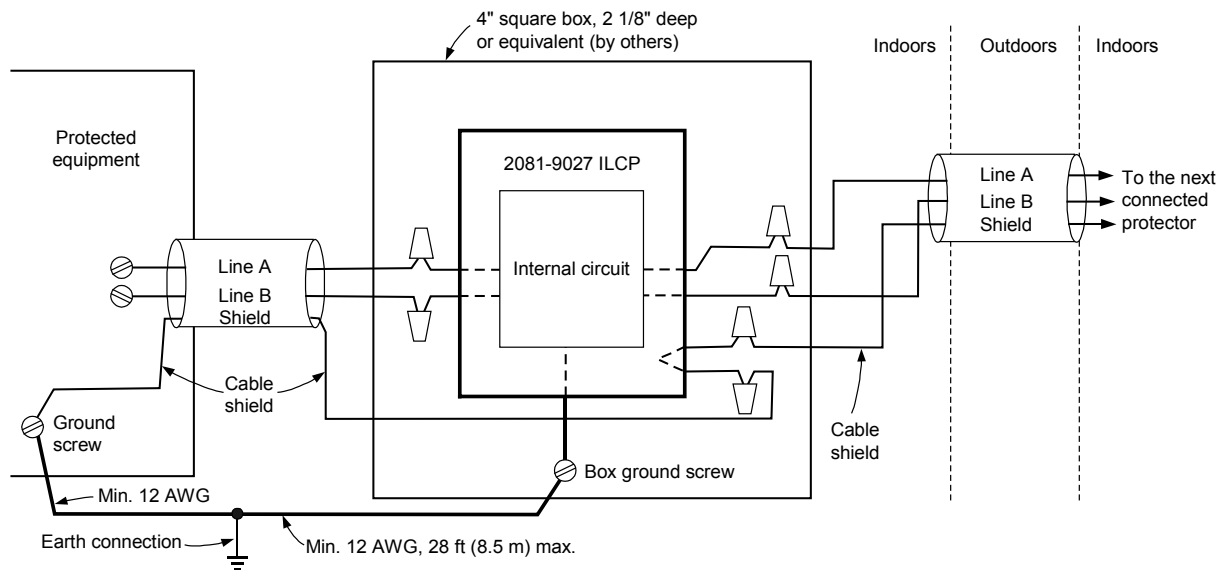 4" square box, 2 1/8" deep
or equivalent (by others)
Indoors
Outdoors
Indoors
Protected
equipment
2081-9027 ILCP
Line A
Line B
Shield
To the next
connected
protector
Line A
Line B
Shield
Internal circuit
Cable
shield
Ground
screw
Cable
shield
Box ground screw
Min. 12 AWG
Earth connection
Min. 12 AWG, 28 ft (8.5 m) max.